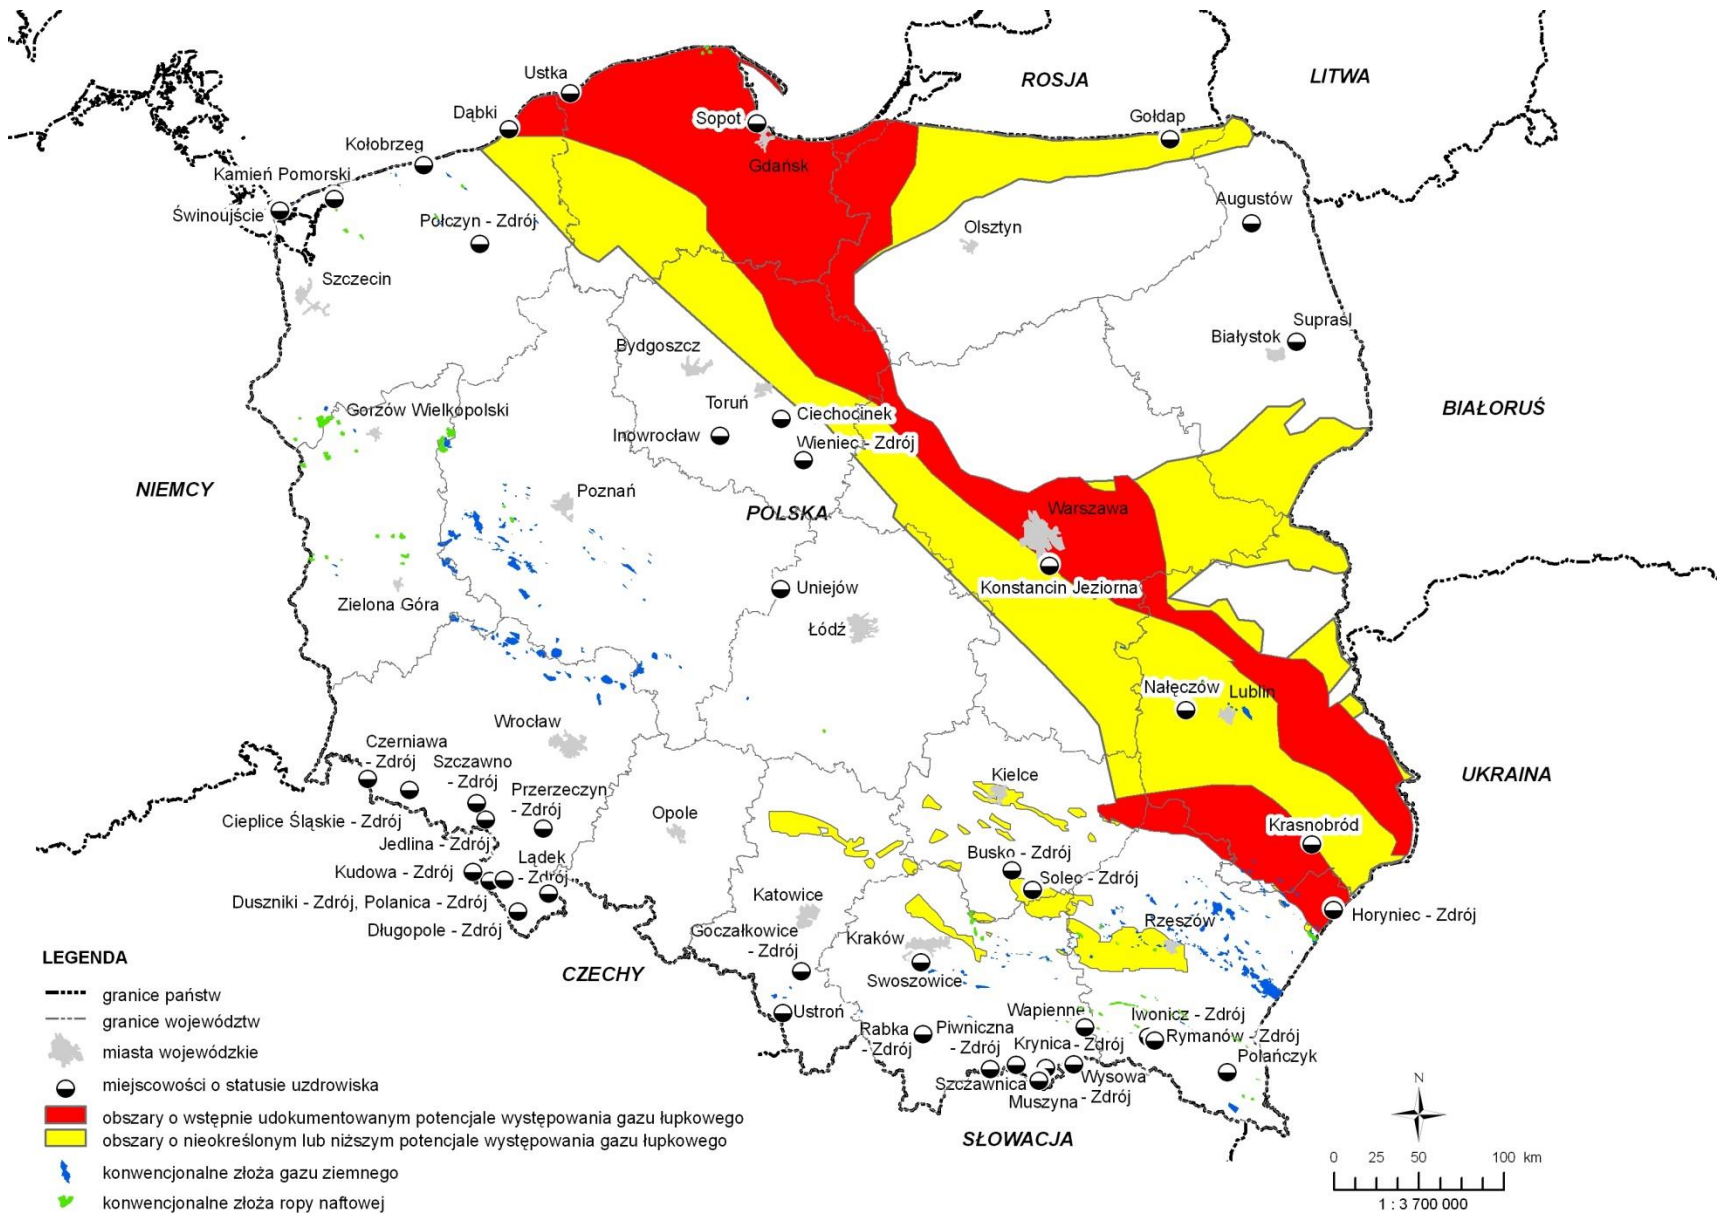 ROSJA
LITWA
Ustka
Dąbki
Sopot
Gołdap
Kołobrzeg
Gdańsk
Kamień Pomorski
Świnoujście
Połczyn - Zdrój
Augustów
Olsztyn
Szczecin
Supraśl
Białystok
Bydgoszcz
Toruń
Ciechocinek
Gorzów Wielkopolski
Inowrocław
Wieniec - Zdrój
BIAŁORUŚ
NIEMCY
Poznań
POLSKA
Warszawa
Konstancin Jeziorna
Uniejów
Zielona Góra
Łódź
Nałęczów
Lublin
Wrocław
Czerniawa
- Zdrój
Szczawno
- Zdrój
Przerzeczyn
- Zdrój
Kielce
UKRAINA
Opole
Cieplice Śląskie - Zdrój
Jedlina - Zdrój
Krasnobród
Busko - Zdrój
Kudowa - Zdrój
Lądek
- Zdrój
Solec - Zdrój
Duszniki - Zdrój, Polanica - Zdrój
Katowice
Horyniec - Zdrój
Długopole - Zdrój
Goczałkowice
- Zdrój
Kraków
Rzeszów
CZECHY
Swoszowice
Ustroń
Wapienne
Iwonicz - Zdrój
Rabka
- Zdrój
Piwniczna
- Zdrój
Krynica - Zdrój
Rymanów - Zdrój
Polańczyk
Szczawnica
Wysowa
- Zdrój
Muszyna
SŁOWACJA
LEGENDA
granice państw
granice województw
miasta wojewódzkie
miejscowości o statusie uzdrowiska
obszary o wstępnie udokumentowanym potencjale występowania gazu łupkowego
obszary o nieokreślonym lub niższym potencjale występowania gazu łupkowego
konwencjonalne złoża gazu ziemnego
konwencjonalne złoża ropy naftowej
N
0 25 50 100 km
1 : 3 700 000